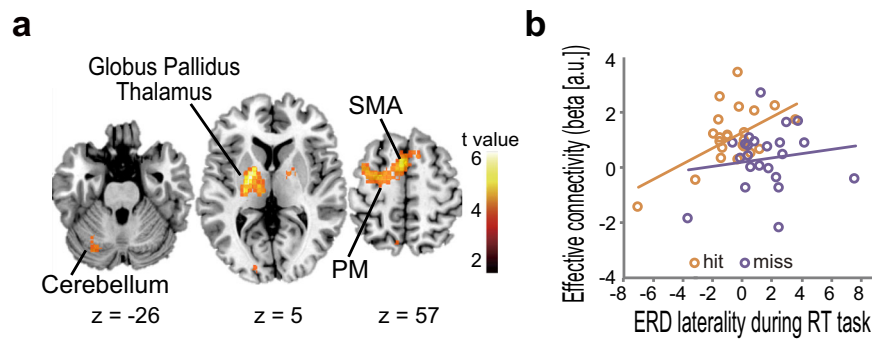 a
Globus Pallidus
Thalamus
SMA
t value
6
4
2
PM
Cerebellum
z = -26
z = 5
z = 57
b
Effective connectivity (beta [a.u.])
4
2
0
-2
-4
hit
miss
-8 -6 -4 -2 0 2 4 6 8
ERD laterality during RT task